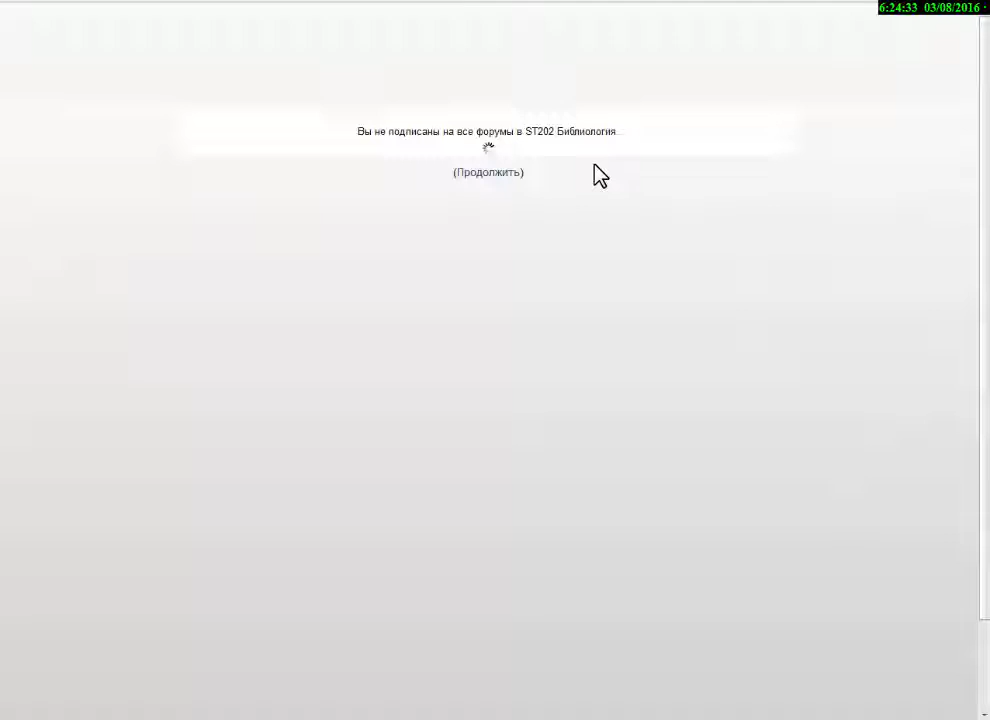 6:24:33 03/08/2016
Вы не подписаны на все форумы в ST202 Библиология.
(Продолжить)